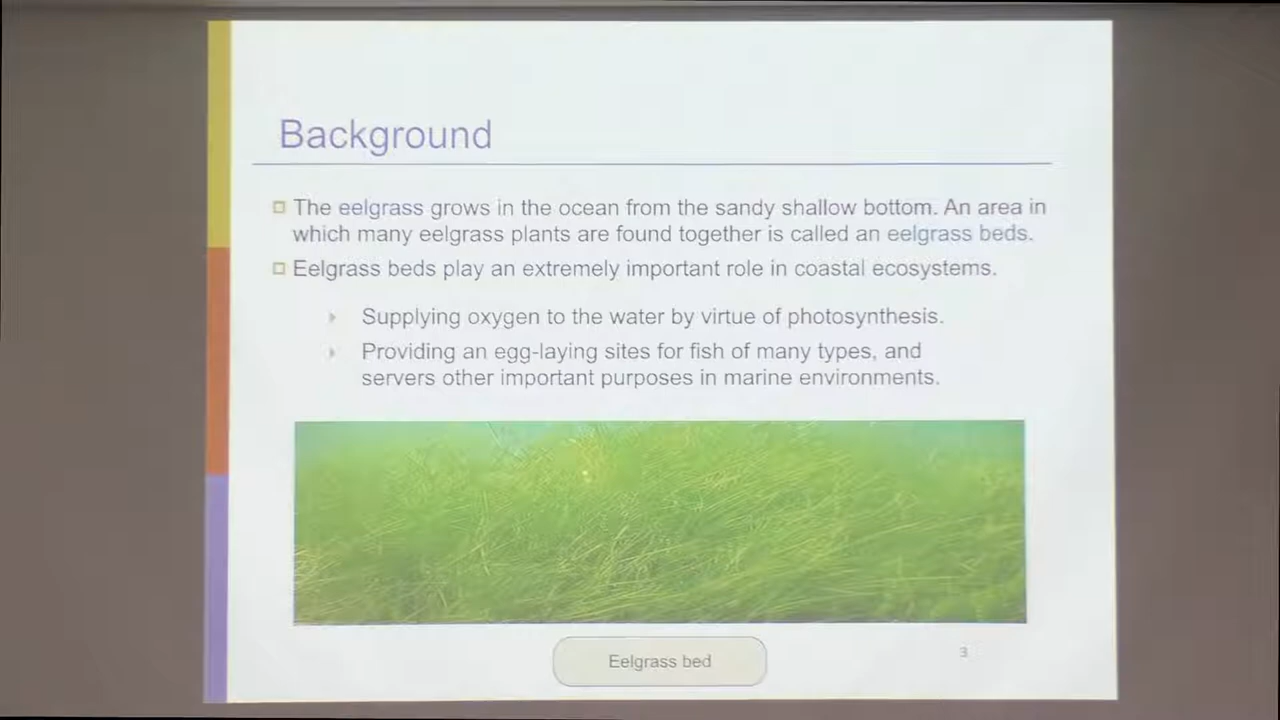 Background
The eelgrass grows in the ocean from the sandy shallow bottom. An area in
which many eelgrass plants are found together is called an eelgrass beds.
Eelgrass beds play an extremely important role in coastal ecosystems.
Supplying oxygen to the water by virtue of photosynthesis.
Providing an egg-laying sites for fish of many types, and
servers other important purposes in marine environments.
Eelgrass bed
3